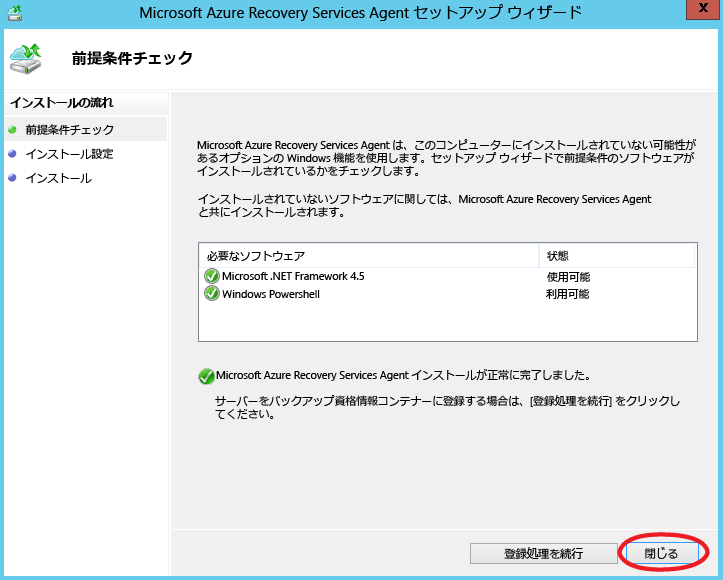 Microsoft Azure Recovery Services Agent セットアップ ウィザード
x
前提条件チェック
インストールの流れ
前提条件チェック
インストール設定
インストール
Microsoft Azure Recovery Services Agent は、このコンピューターにインストールされていない可能性が
あるオプションの Windows 機能を使用します。セットアップ ウィザードで前提条件のソフトウェアが
インストールされているかをチェックします。
インストールされていないソフトウェアに関しては、Microsoft Azure Recovery Services Agent
と共にインストールされます。
必要なソフトウェア 状態
Microsoft .NET Framework 4.5 使用可能
Windows Powershell 利用可能
Microsoft Azure Recovery Services Agent インストールが正常に完了しました。
サーバーをバックアップ資格情報コンテナーに登録する場合は、[登録処理を続行] をクリックし
てください。
登録処理を続行 閉じる